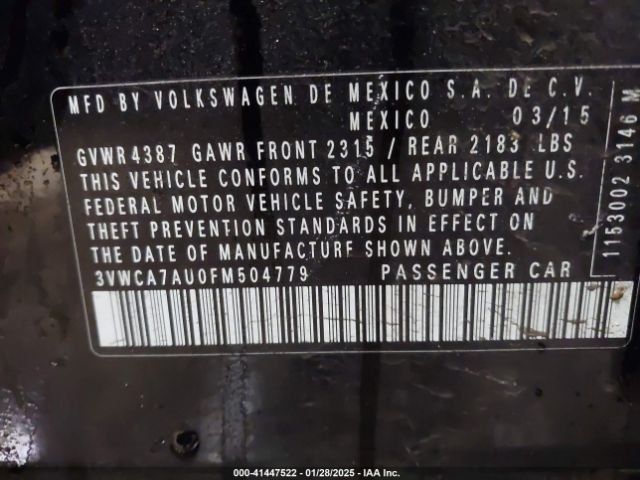 MFD BY VOLKSWAGEN DE MEXICO S.A. DE C.V.
MEXICO 03/15
GVWR 4387 GAWR FRONT 2315 / REAR 2183 LBS
THIS VEHICLE CONFORMS TO ALL APPLICABLE U.S.
FEDERAL MOTOR VEHICLE SAFETY, BUMPER AND
THEFT PREVENTION STANDARDS IN EFFECT ON
THE DATE OF MANUFACTURE SHOWN ABOVE.
3VWCA7AU0FM504779 PASSENGER CAR
1153002 3146 M
000-41447522 - 01/28/2025 - IAA Inc.